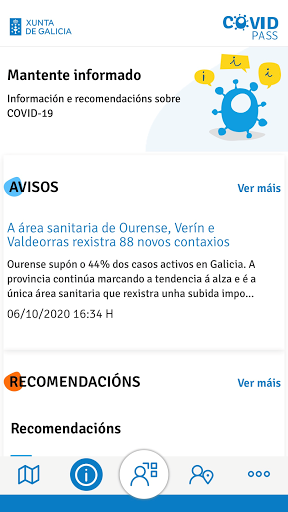 XUNTA
DE GALICIA
COVID
PASS
Mantente informado
Información e recomendacións sobre
COVID-19
AVISOS
Ver máis
A área sanitaria de Ourense, Verín e
Valdeorras rexistra 88 novos contaxios
Ourense supón o 44% dos casos activos en Galicia. A
provincia continúa marcando a tendencia á alza e é a
única área sanitaria que rexistra unha subida impo...
06/10/2020 16:34 H
RECOMENDACIÓNS
Ver máis
Recomendacións